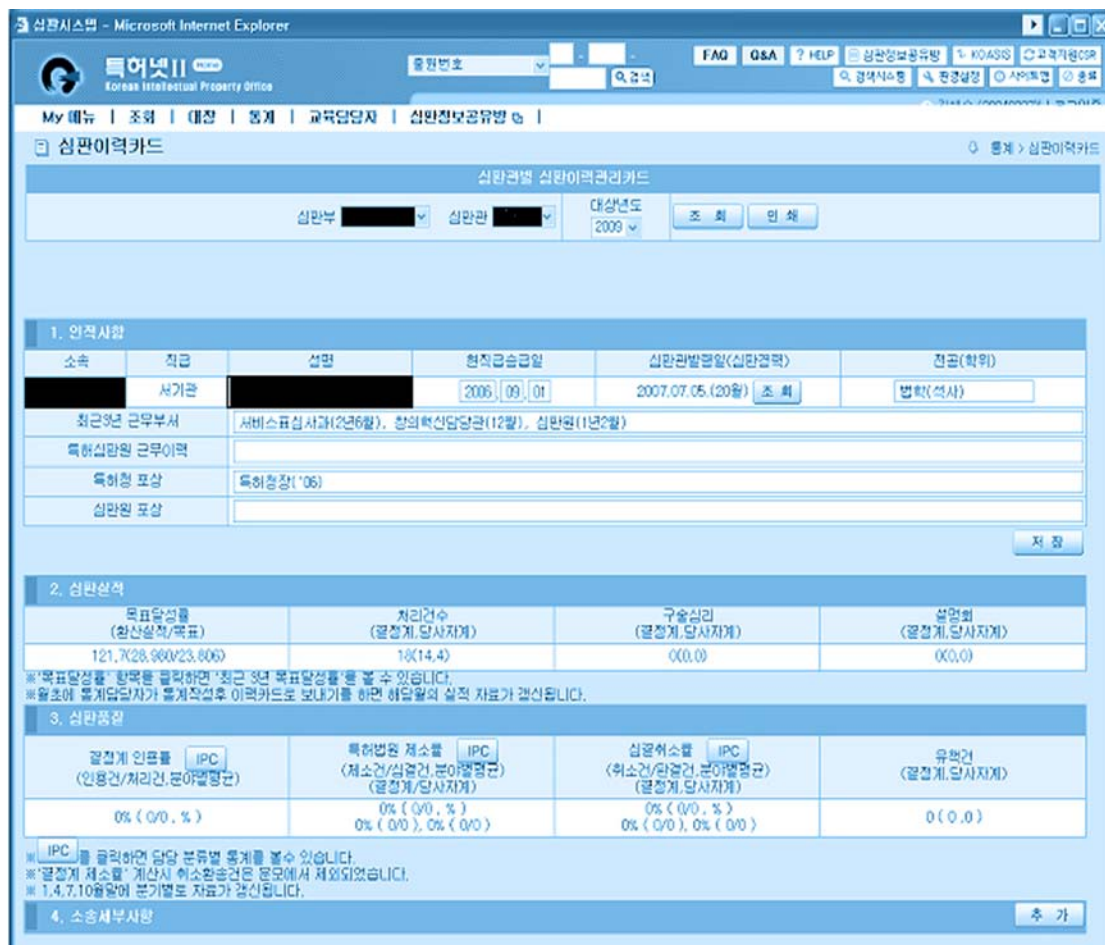 심판시스템 - Microsoft Internet Explorer
특허넷II Home
Korean Intellectual Property Office
출원번호
검색
FAQ Q&A ? HELP 심판정보공유방 KOASIS 고객지원CSR
검색시스템 환경설정 사이트맵 종료
My 메뉴 | 조회 | 대장 | 통계 | 교육담당자 | 심판정보공유방 |
심판이력카드
통계 > 심판이력카드
심판관별 심판이력관리카드
심판부 심판관 대상년도 2009 조 회 인 쇄
1. 인적사항
소속 직급 성명 현직급승급일 심판관발령일(심판경력) 전공(학위)
서기관 2006 . 09 . 01 2007.07.05.(20월) 조 회 법학(석사)
최근3년 근무부서 서비스표심사과(2년6월), 창의혁신담당관(12월), 심판원(1년2월)
특허심판원 근무이력
특허청 포상 특허청장('06)
심판원 포상
저 장
2. 심판실적
목표달성률 (환산실적/목표) 처리건수 (결정계,당사자계) 구술심리 (결정계,당사자계) 설명회 (결정계,당사자계)
121.7(28.980/23.806) 18(14,4) 0(0,0) 0(0,0)
※'목표달성률' 항목을 클릭하면 '최근 3년 목표달성률'을 볼 수 있습니다.
※월초에 통계담당자가 통계작성후 이력카드로 보내기를 하면 해당월의 실적 자료가 갱신됩니다.
3. 심판품질
결정계 인용률 IPC (인용건/처리건,분야별평균)
특허법원 제소률 IPC (제소건/심결건,분야별평균) (결정계/당사자계)
심결취소률 IPC (취소건/판결건,분야별평균) (결정계,당사자계)
유책건 (결정계,당사자계)
0% ( 0/0 , % )
0% ( 0/0 , % ) 0% ( 0/0 ), 0% ( 0/0 )
0% ( 0/0 , % ) 0% ( 0/0 ), 0% ( 0/0 )
0 ( 0 ,0 )
※ IPC 를 클릭하면 담당 분류별 통계를 볼수 있습니다.
※'결정계 제소률' 계산시 취소환송건은 분모에서 제외되었습니다.
※ 1,4,7,10월말에 분기별로 자료가 갱신됩니다.
4. 소송세부사항
추 가